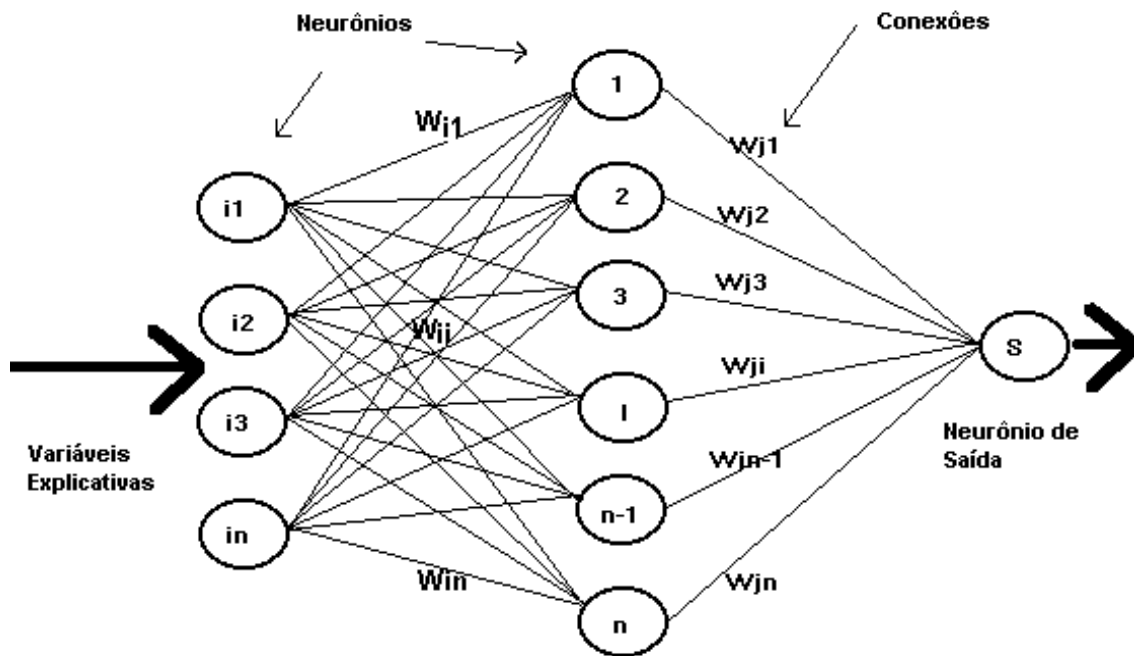 Neurônios
Conexões
1
Wi1
Wj1
i1
2
Wj2
Wj3
i2
Wij
3
S
Wji
i3
I
Variáveis
Explicativas
Neurônio de
Saída
Wjn-1
in
n-1
Win
Wjn
n